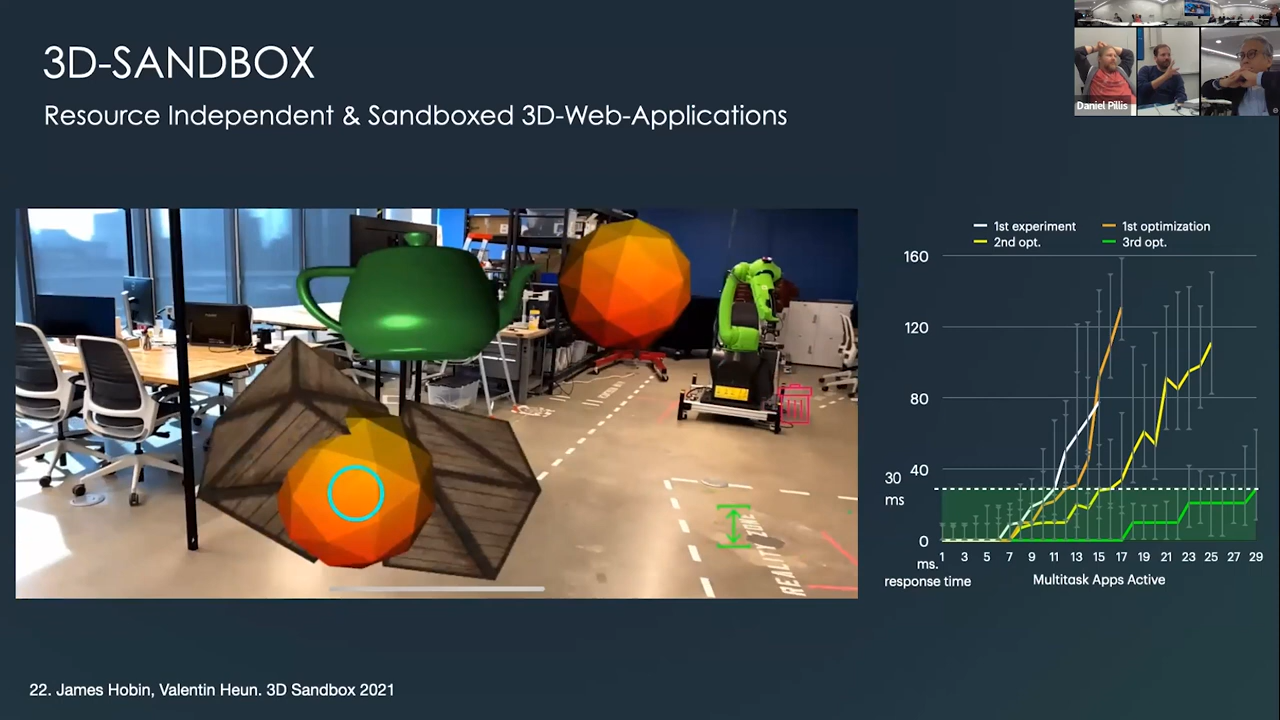 3D-SANDBOX
Resource Independent & Sandboxed 3D-Web-Applications
Daniel Pillis
REALITY ZONE
1st experiment
1st optimization
2nd opt.
3rd opt.
160
120
80
40
30
ms
0
1 3 5 7 9 11 13 15 17 19 21 23 25 27 29
ms.
response time
Multitask Apps Active
22. James Hobin, Valentin Heun. 3D Sandbox 2021